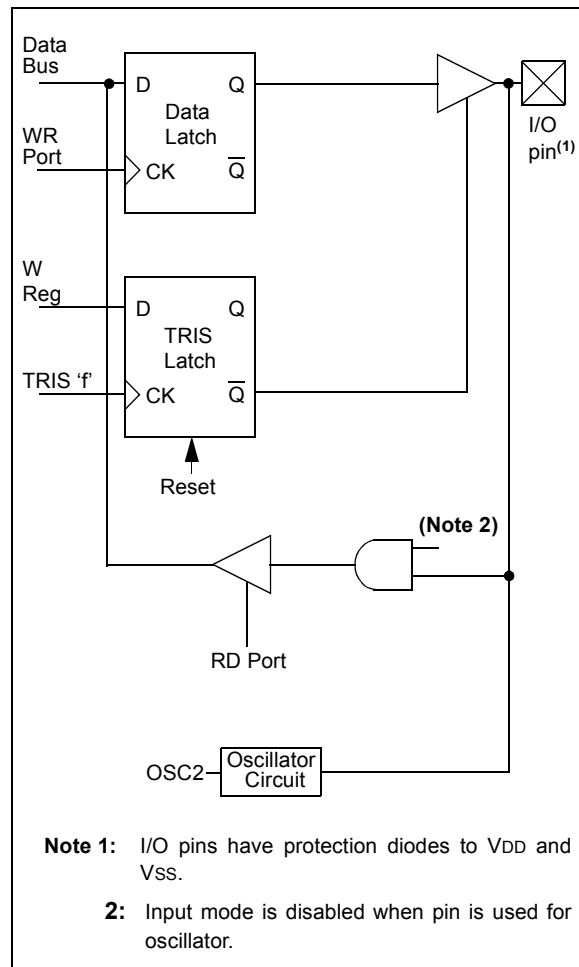 Data
Bus
D
Q
Data
Latch
WR
Port
CK
Q
I/O
pin(1)
W
Reg
D
Q
TRIS
Latch
TRIS ‘f’
CK
Q
Reset
(Note 2)
RD Port
OSC2
Oscillator
Circuit
Note 1: I/O pins have protection diodes to VDD and
VSS.
2: Input mode is disabled when pin is used for
oscillator.